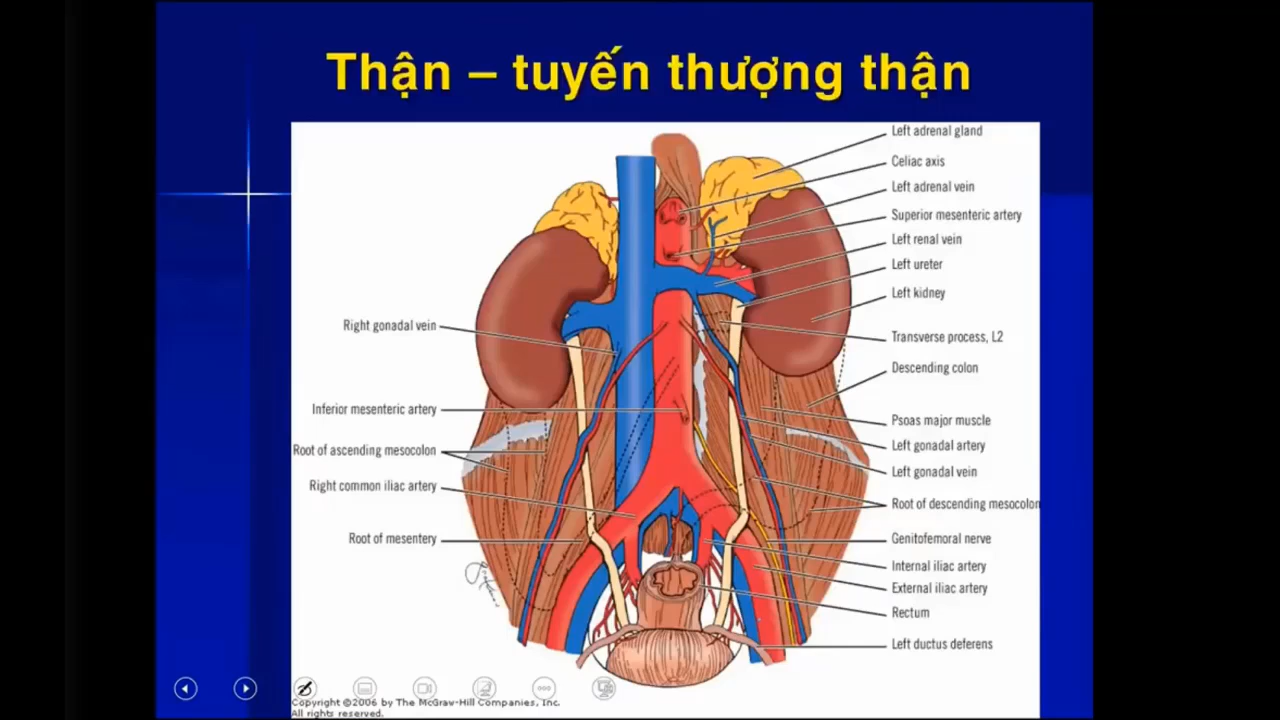 Thận – tuyến thượng thận
Left adrenal gland
Celiac axis
Left adrenal vein
Superior mesenteric artery
Left renal vein
Left ureter
Left kidney
Transverse process, L2
Descending colon
Psoas major muscle
Left gonadal artery
Left gonadal vein
Root of descending mesocolon
Genitofemoral nerve
Internal iliac artery
External iliac artery
Rectum
Left ductus deferens
Right gonadal vein
Inferior mesenteric artery
Root of ascending mesocolon
Right common iliac artery
Root of mesentery
Copyright ©2006 by The McGraw-Hill Companies, Inc.
All rights reserved.